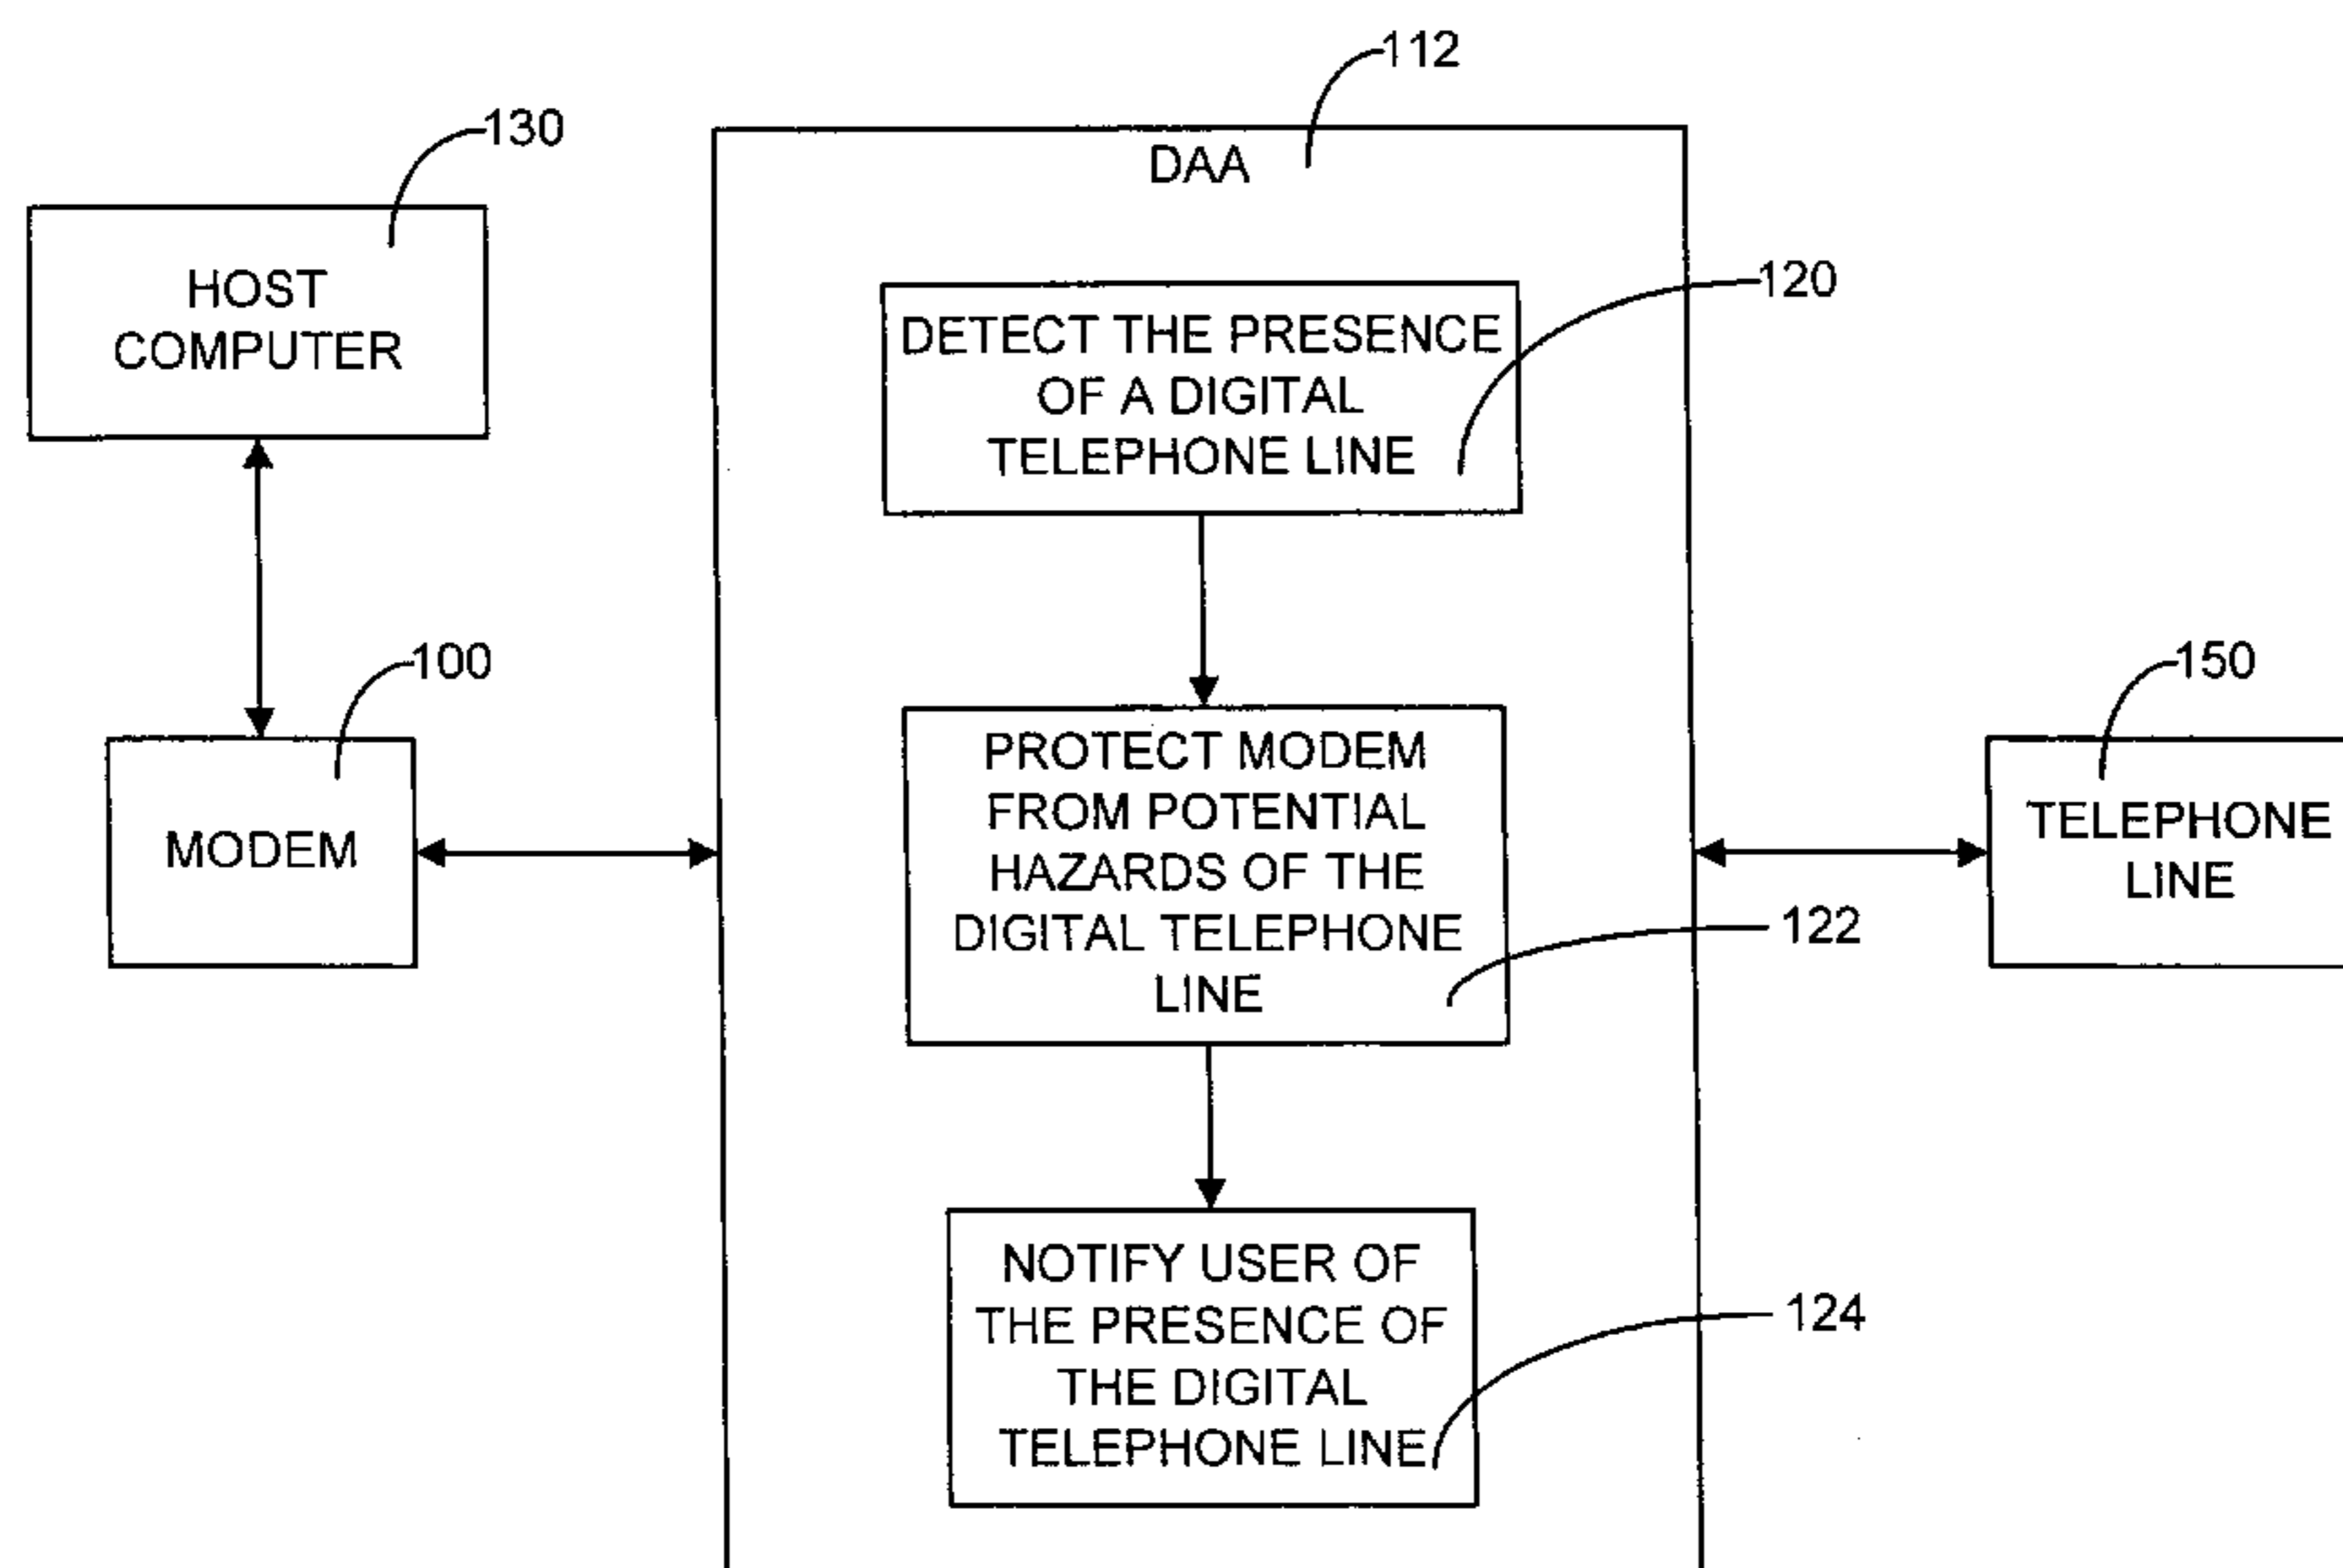 112
130
DAA
HOST
COMPUTER
120
DETECT THE PRESENCE
OF A DIGITAL
TELEPHONE LINE
100
150
MODEM
PROTECT MODEM
FROM POTENTIAL
HAZARDS OF THE
DIGITAL TELEPHONE
LINE
TELEPHONE
LINE
122
NOTIFY USER OF
THE PRESENCE OF
THE DIGITAL
TELEPHONE LINE
124